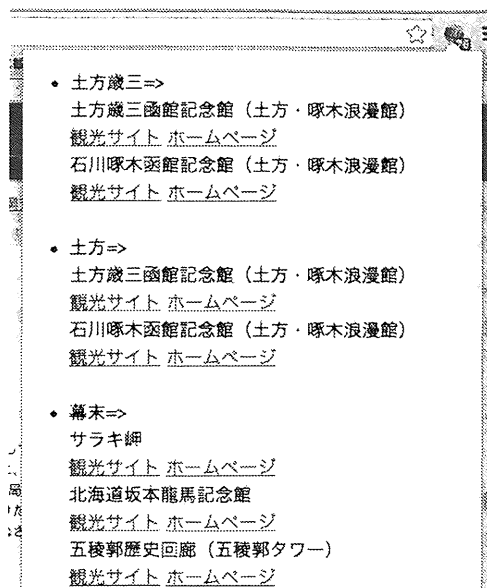 • 土方歳三=>
土方歳三函館記念館（土方・啄木浪漫館）
観光サイト ホームページ
石川啄木函館記念館（土方・啄木浪漫館）
観光サイト ホームページ
• 土方=>
土方歳三函館記念館（土方・啄木浪漫館）
観光サイト ホームページ
石川啄木函館記念館（土方・啄木浪漫館）
観光サイト ホームページ
• 幕末=>
サラキ岬
観光サイト ホームページ
北海道坂本龍馬記念館
観光サイト ホームページ
五稜郭歴史回廊（五稜郭タワー）
観光サイト ホームページ